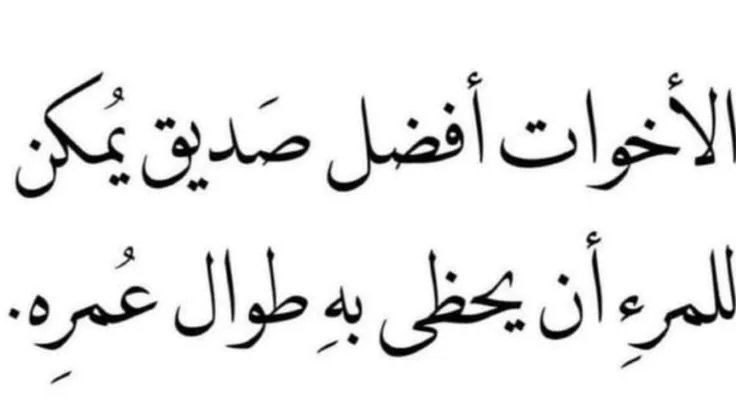 الأخوات أفضل صَديق يُمكن
للمرءِ أن يحظى بهِ طوال عُمرِه.